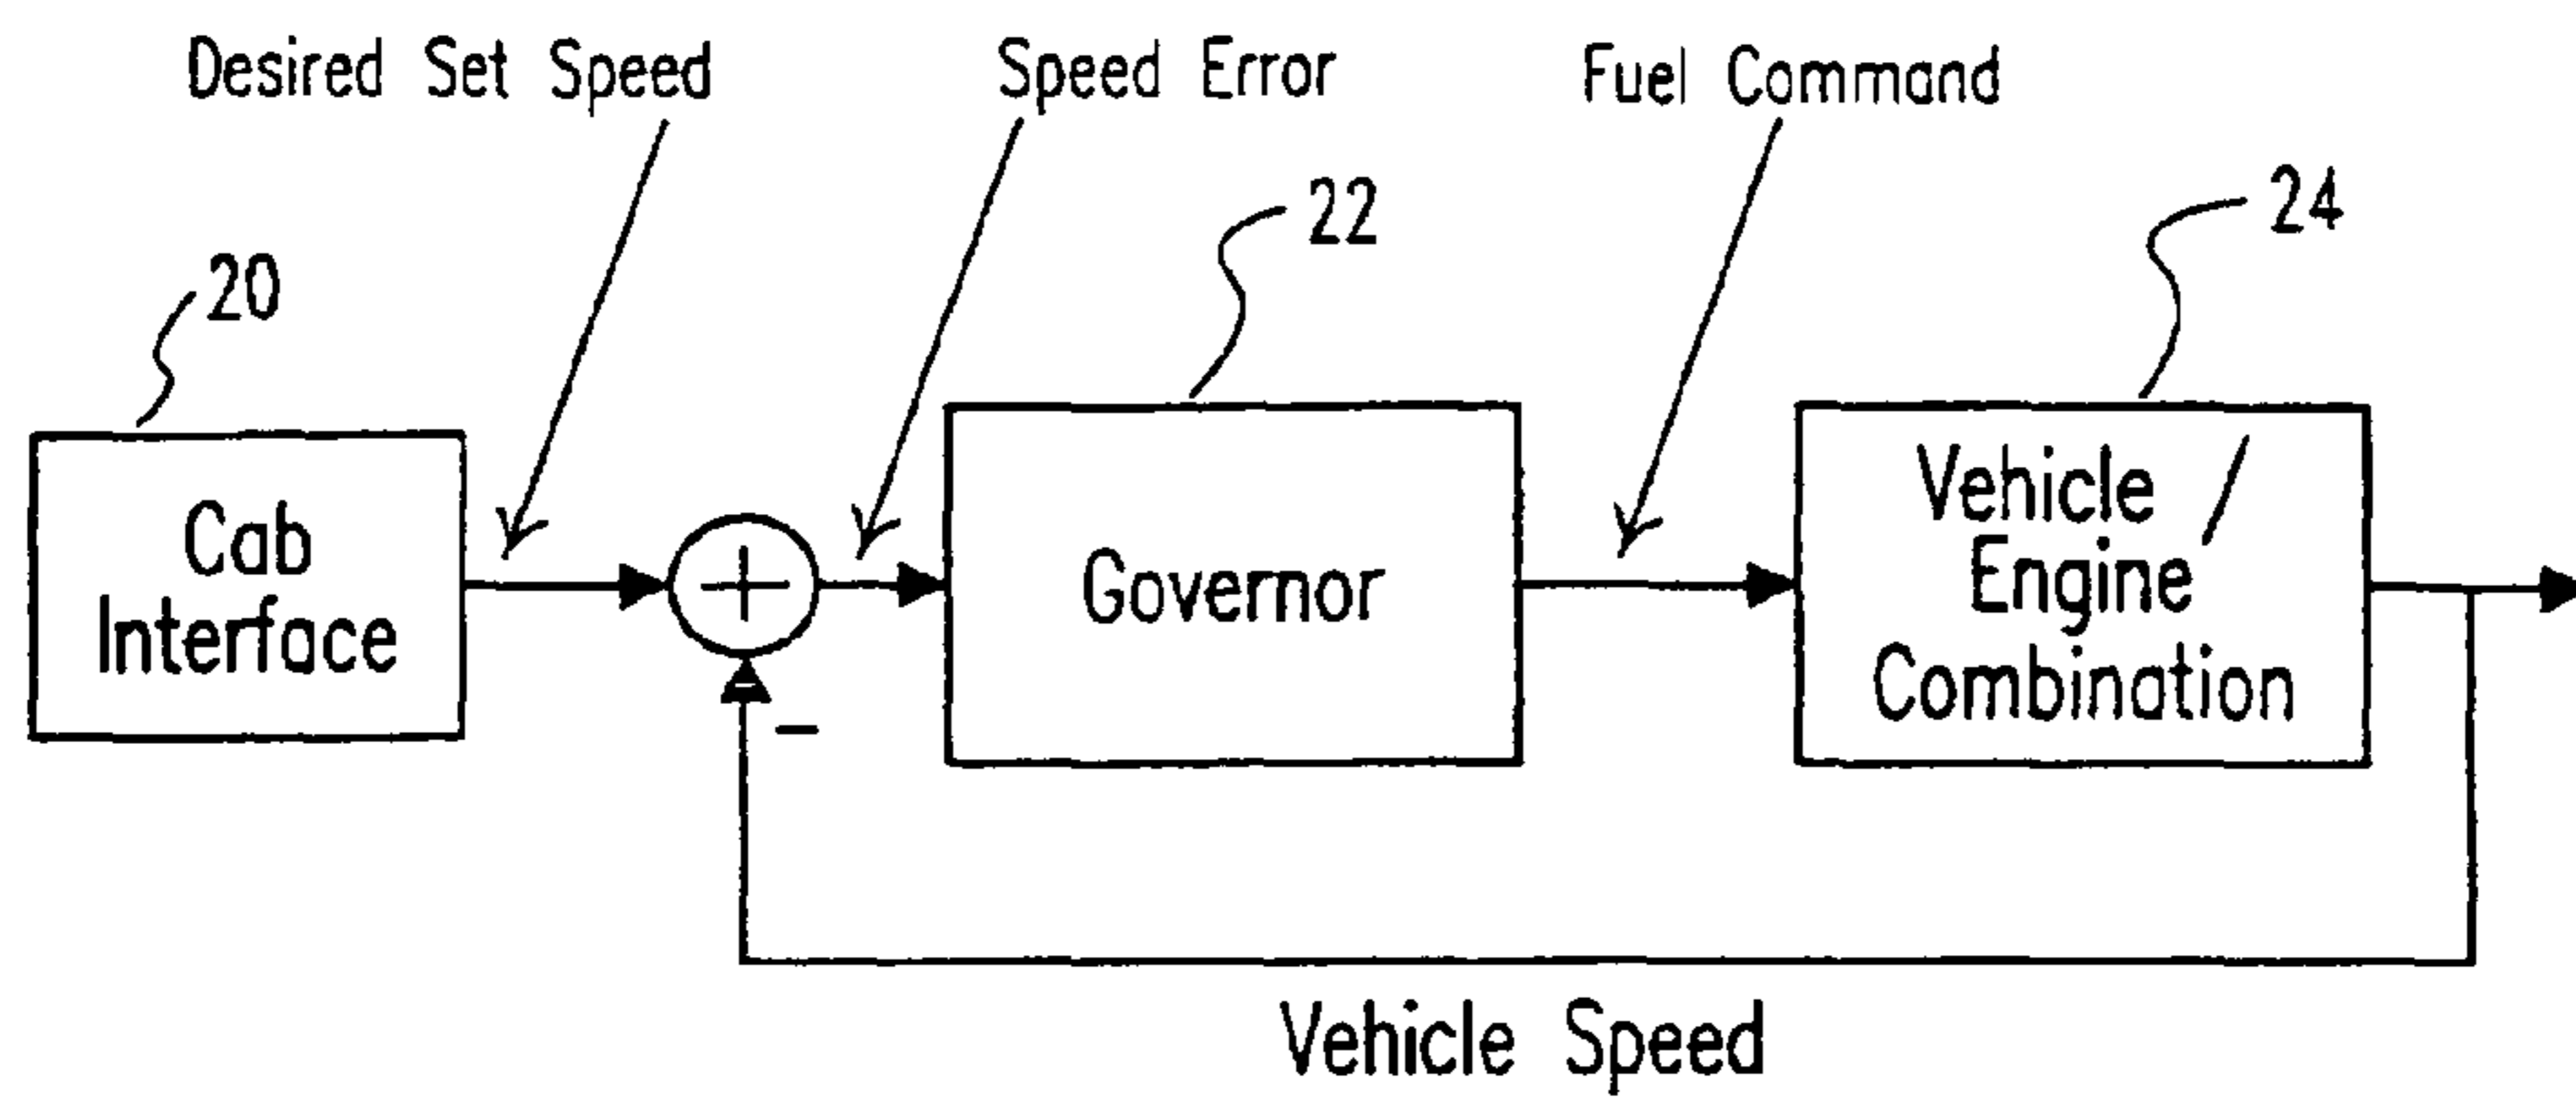 Desired Set Speed
Speed Error
Fuel Command
20
22
24
Cab
Interface
+
-
Governor
Vehicle /
Engine
Combination
Vehicle Speed